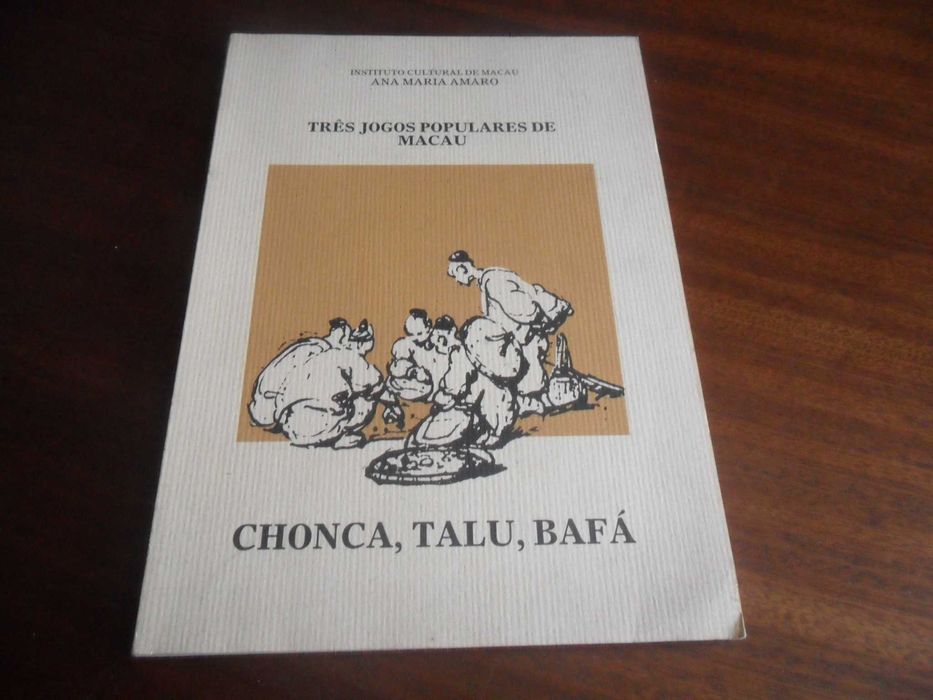 INSTITUTO CULTURAL DE MACAU
ANA MARIA AMARO
TRÊS JOGOS POPULARES DE
MACAU
CHONCA, TALU, BAFÁ